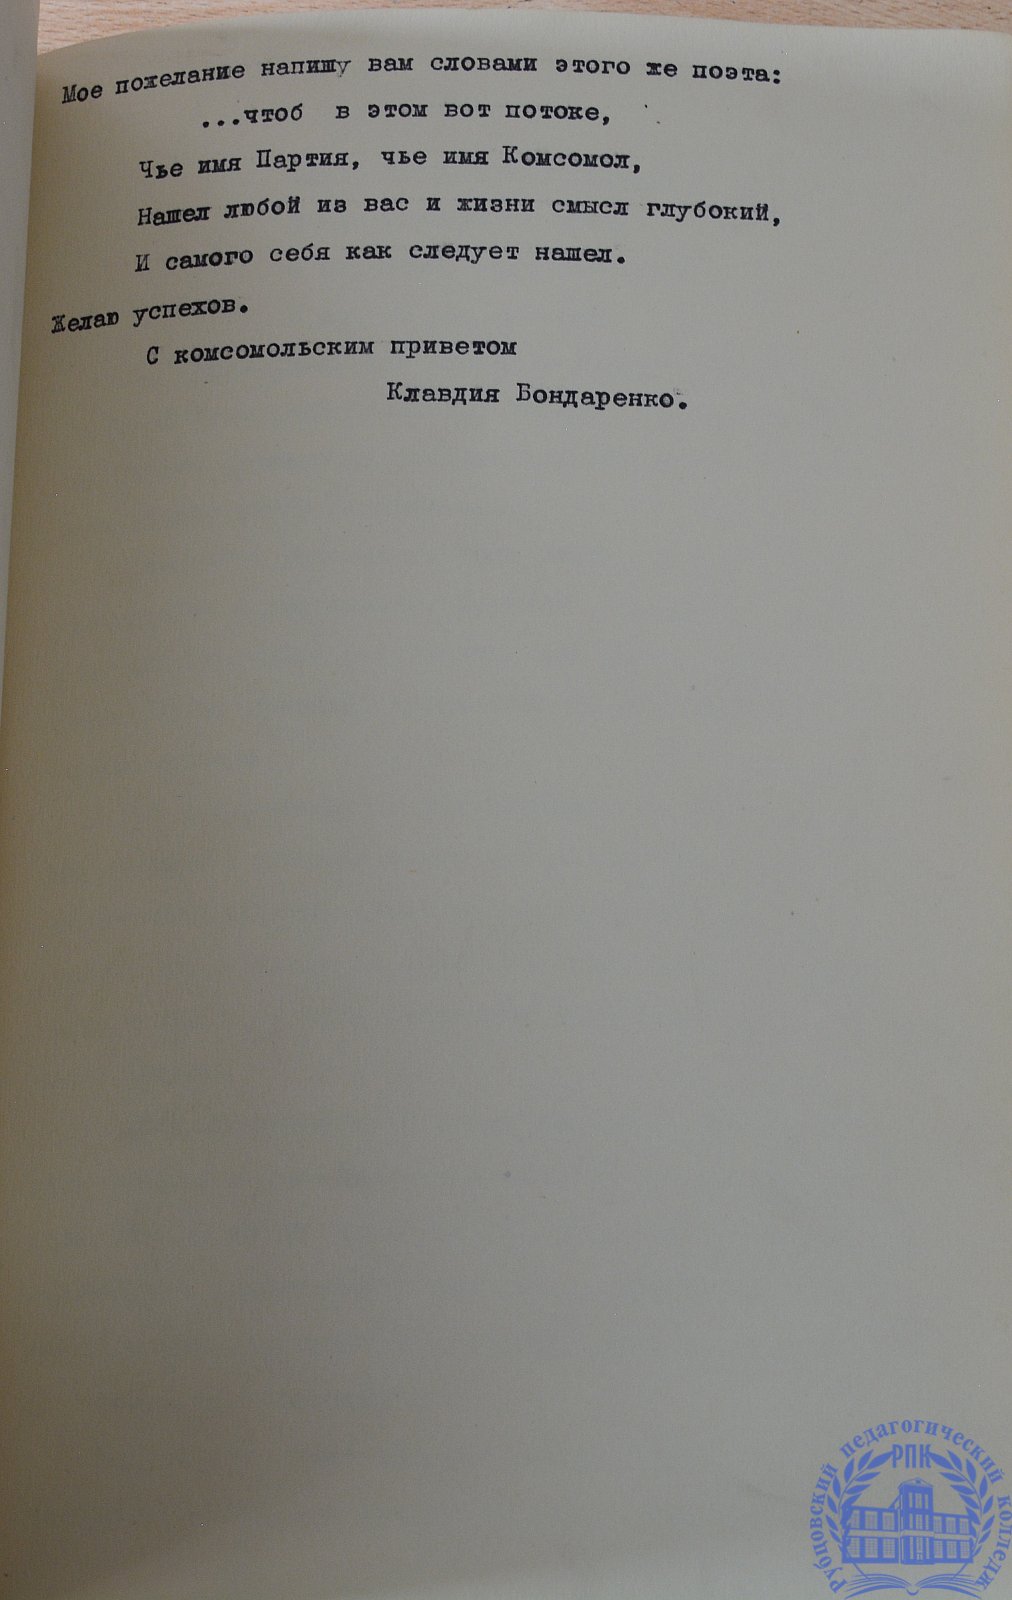 Мое пожелание напишу вам словами этого же поэта:
...чтоб в этом вот потоке,
Чье имя Партия, чье имя Комсомол,
Нашел любой из вас и жизни смысл глубокий,
И самого себя как следует нашел.
Желаю успехов.
С комсомольским приветом
Клавдия Бондаренко.
Рубцовский педагогический колледж
РПК